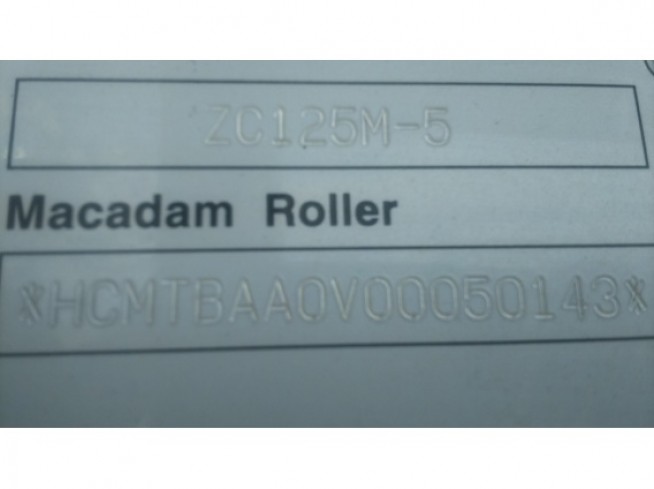 ZC125M-5
Macadam Roller
*HCMTBAA0V00050143*